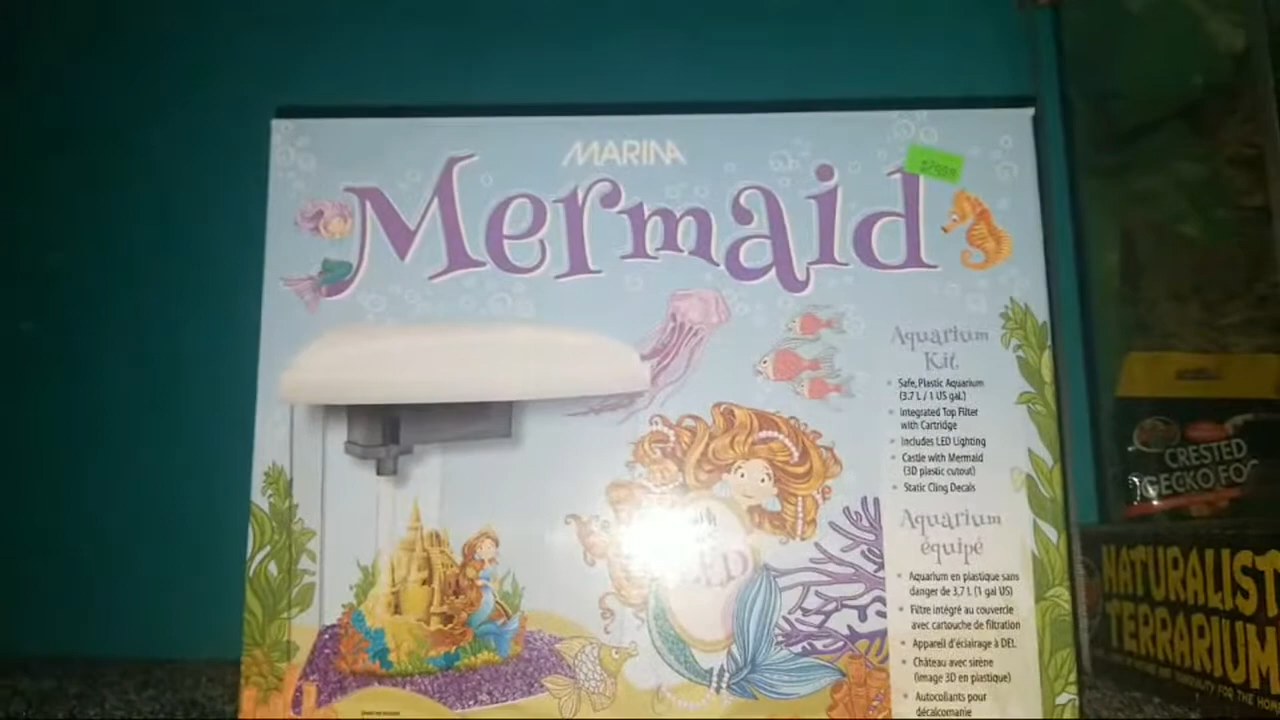 MARINA
Mermaid
Aquarium
Kit
Safe, Plastic Aquarium
(3.7 L / 1 US gal.)
Integrated Top Filter
with Cartridge
Includes LED Lighting
Castle with Mermaid
(3D plastic cutout)
Static Cling Decals
Aquarium
équipé
Aquarium en plastique sans
danger de 3,7 L (1 gal US)
Filtre intégré au couvercle
avec cartouche de filtration
Appareil d'éclairage à DEL
Château avec sirène
(image 3D en plastique)
Autocollants pour
décalcomanie
CRESTED
GECKO FO
NATURALIST
TERRARIUM